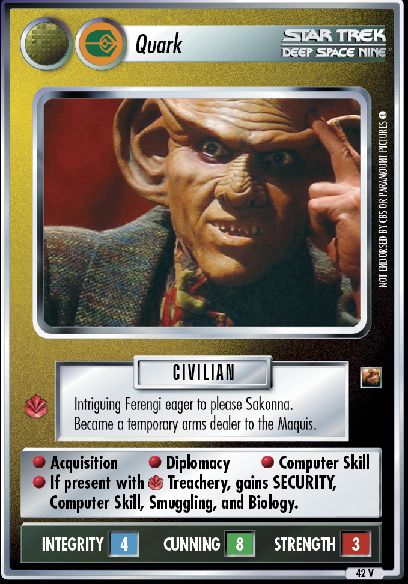 Quark
STAR TREK
DEEP SPACE NINE
NOT ENDORSED BY CBS OR PARAMOUNT PICTURES
CIVILIAN
Intriguing Ferengi eager to please Sakonna.
Became a temporary arms dealer to the Maquis.
Acquisition Diplomacy Computer Skill
If present with Treachery, gains SECURITY,
Computer Skill, Smuggling, and Biology.
INTEGRITY 4 CUNNING 8 STRENGTH 3
42 V